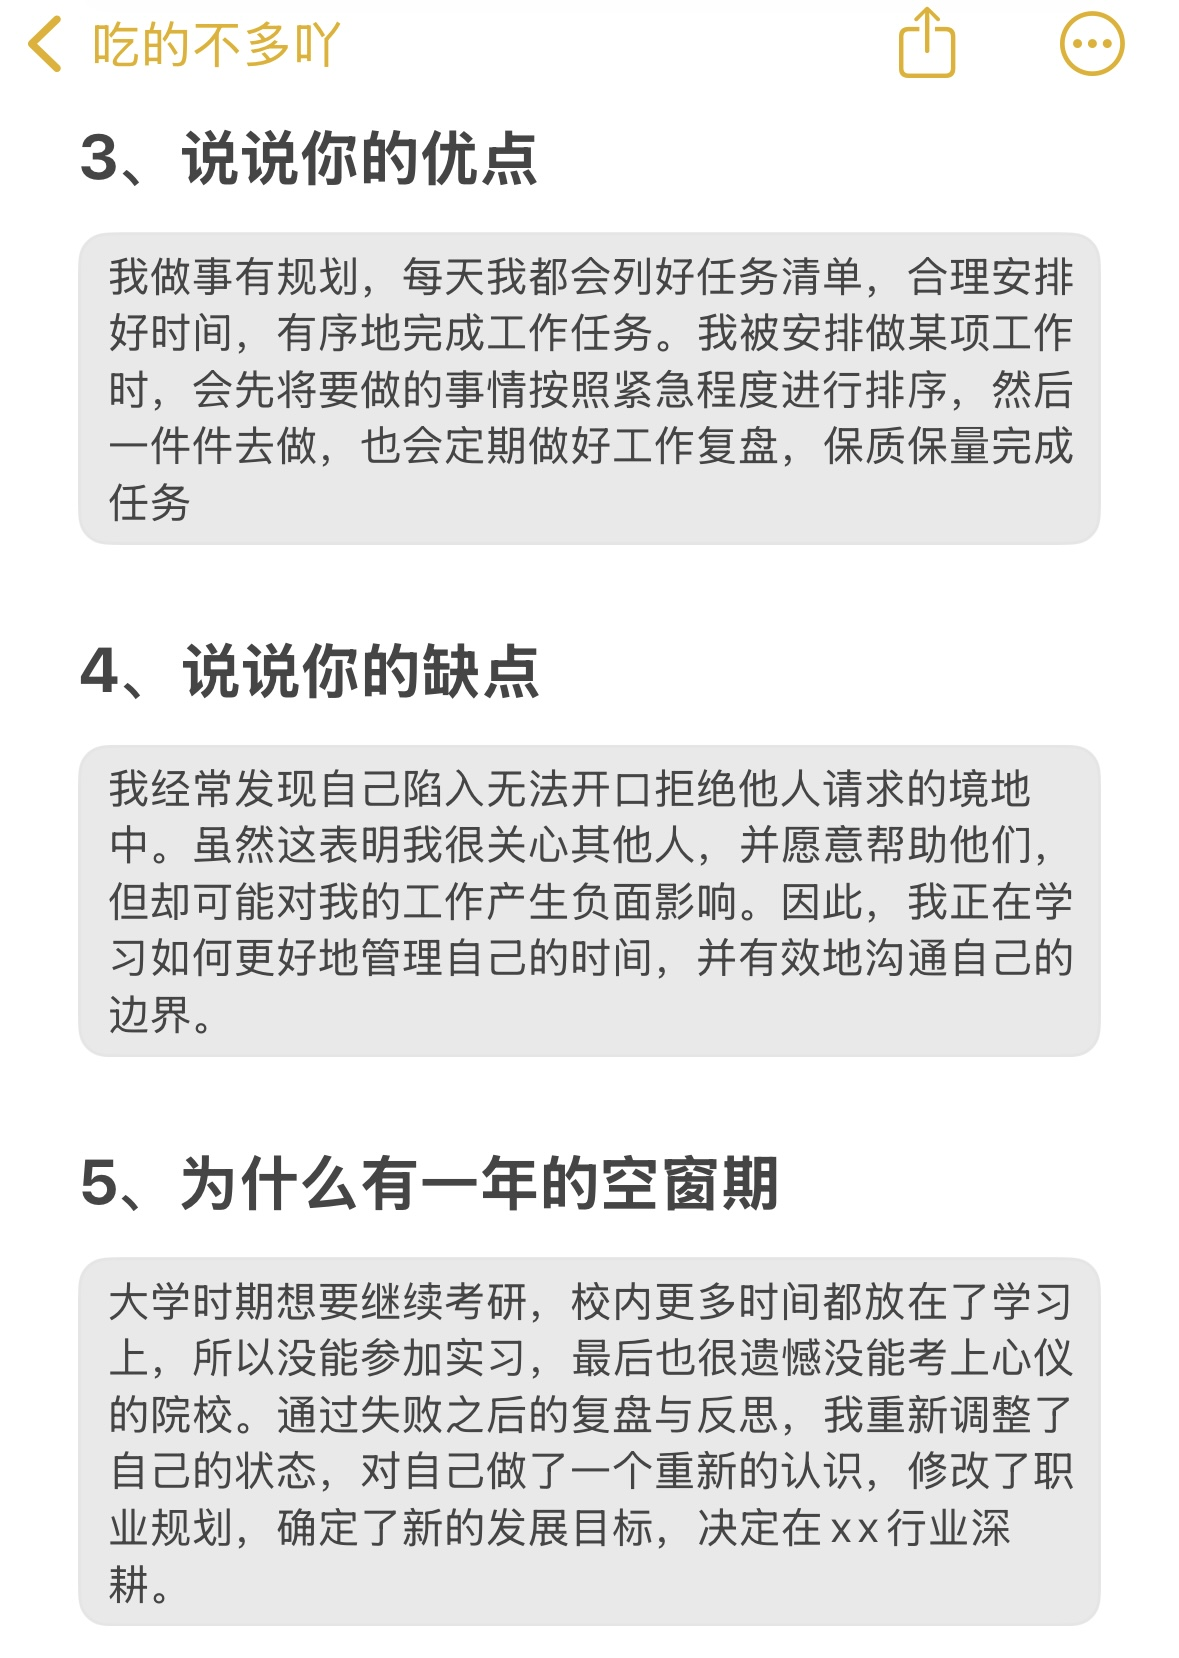 吃的不多吖
3、说说你的优点
我做事有规划，每天我都会列好任务清单，合理安排
好时间，有序地完成工作任务。我被安排做某项工作
时，会先将要做的事情按照紧急程度进行排序，然后
一件件去做，也会定期做好工作复盘，保质保量完成
任务
4、说说你的缺点
我经常发现自己陷入无法开口拒绝他人请求的境地
中。虽然这表明我很关心其他人，并愿意帮助他们，
但却可能对我的工作产生负面影响。因此，我正在学
习如何更好地管理自己的时间，并有效地沟通自己的
边界。
5、为什么有一年的空窗期
大学时期想要继续考研，校内更多时间都放在了学习
上，所以没能参加实习，最后也很遗憾没能考上心仪
的院校。通过失败之后的复盘与反思，我重新调整了
自己的状态，对自己做了一个重新的认识，修改了职
业规划，确定了新的发展目标，决定在xx行业深
耕。